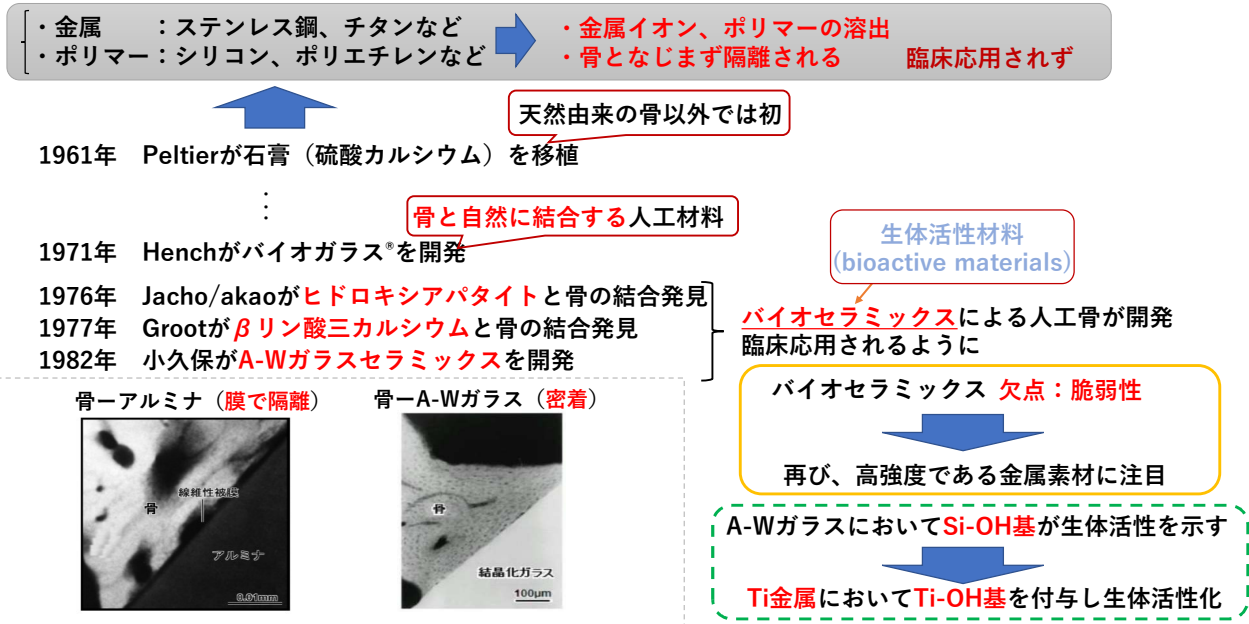 ・金属　　：ステンレス鋼、チタンなど
・ポリマー：シリコン、ポリエチレンなど
・金属イオン、ポリマーの溶出
・骨となじまず隔離される　臨床応用されず
天然由来の骨以外では初
1961年　Peltierが石膏（硫酸カルシウム）を移植
：
骨と自然に結合する人工材料
1971年　Henchがバイオガラス®を開発
1976年　Jacho/akaoがヒドロキシアパタイトと骨の結合発見
1977年　Grootがβリン酸三カルシウムと骨の結合発見
1982年　小久保がA-Wガラスセラミックスを開発
生体活性材料
(bioactive materials)
バイオセラミックスによる人工骨が開発
臨床応用されるように
骨ーアルミナ（膜で隔離）
線維性被膜
骨
アルミナ
0.01mm
骨ーA-Wガラス（密着）
骨
結晶化ガラス
100μm
バイオセラミックス　欠点：脆弱性
再び、高強度である金属素材に注目
A-WガラスにおいてSi-OH基が生体活性を示す
Ti金属においてTi-OH基を付与し生体活性化